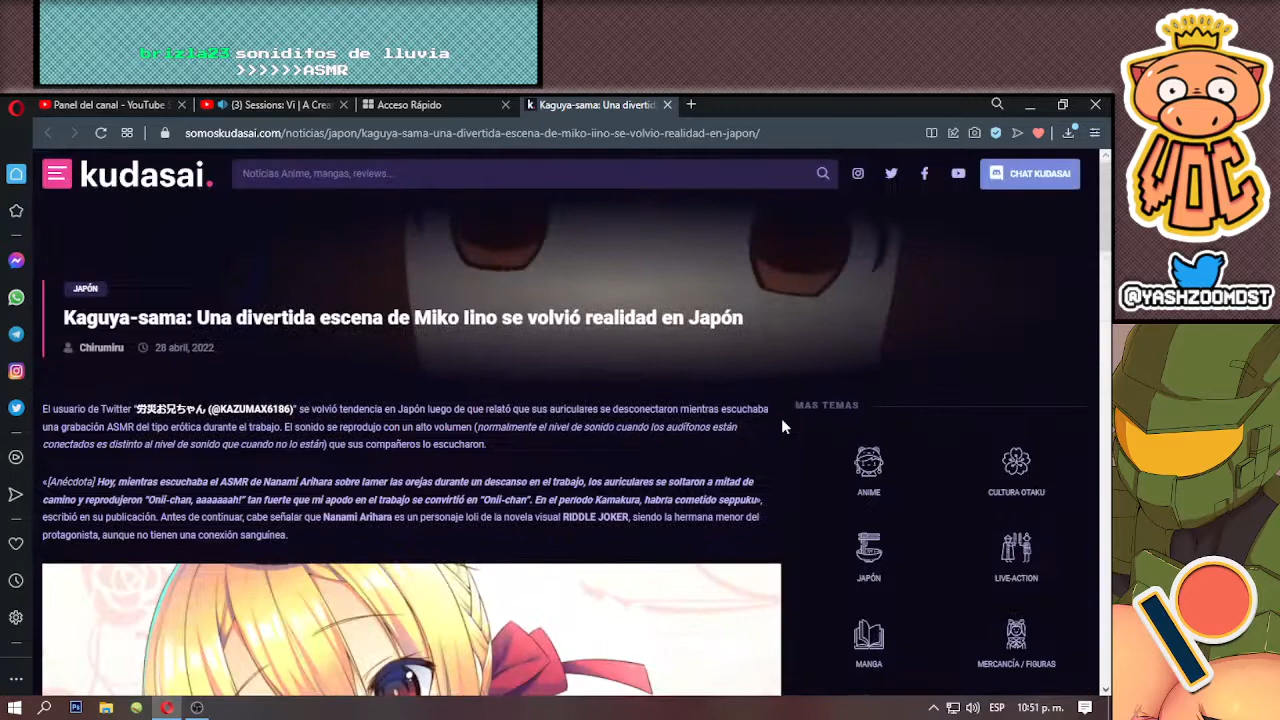 brizla23 soniditos de lluvia
>>>>>>ASMR
Panel del canal - YouTube S
(3) Sessions: Vi | A Crea
Acceso Rápido
Kaguya-sama: Una divertid
somoskudasai.com/noticias/japon/kaguya-sama-una-divertida-escena-de-miko-iino-se-volvio-realidad-en-japon/
kudasai.
Noticias Anime, mangas, reviews...
CHAT KUDASAI
JAPÓN
Kaguya-sama: Una divertida escena de Miko Iino se volvió realidad en Japón
Chirumiru 28 abril, 2022
El usuario de Twitter "労災お兄ちゃん (@KAZUMAX6186)" se volvió tendencia en Japón luego de que relató que sus auriculares se desconectaron mientras escuchaba
una grabación ASMR del tipo erótica durante el trabajo. El sonido se reprodujo con un alto volumen (normalmente el nivel de sonido cuando los audífonos están
conectados es distinto al nivel de sonido que cuando no lo están) que sus compañeros lo escucharon.
«[Anécdota] Hoy, mientras escuchaba el ASMR de Nanami Arihara sobre lamer las orejas durante un descanso en el trabajo, los auriculares se soltaron a mitad de
camino y reprodujeron "Onii-chan, aaaaaaah!" tan fuerte que mi apodo en el trabajo se convirtió en "Onii-chan". En el periodo Kamakura, habría cometido seppuku»,
escribió en su publicación. Antes de continuar, cabe señalar que Nanami Arihara es un personaje loli de la novela visual RIDDLE JOKER, siendo la hermana menor del
protagonista, aunque no tienen una conexión sanguínea.
MAS TEMAS
ANIME
CULTURA OTAKU
JAPÓN
LIVE-ACTION
MANGA
MERCANCÍA / FIGURAS
VOC
@YASHZOOMDST
Ps
ESP
10:51 p. m.